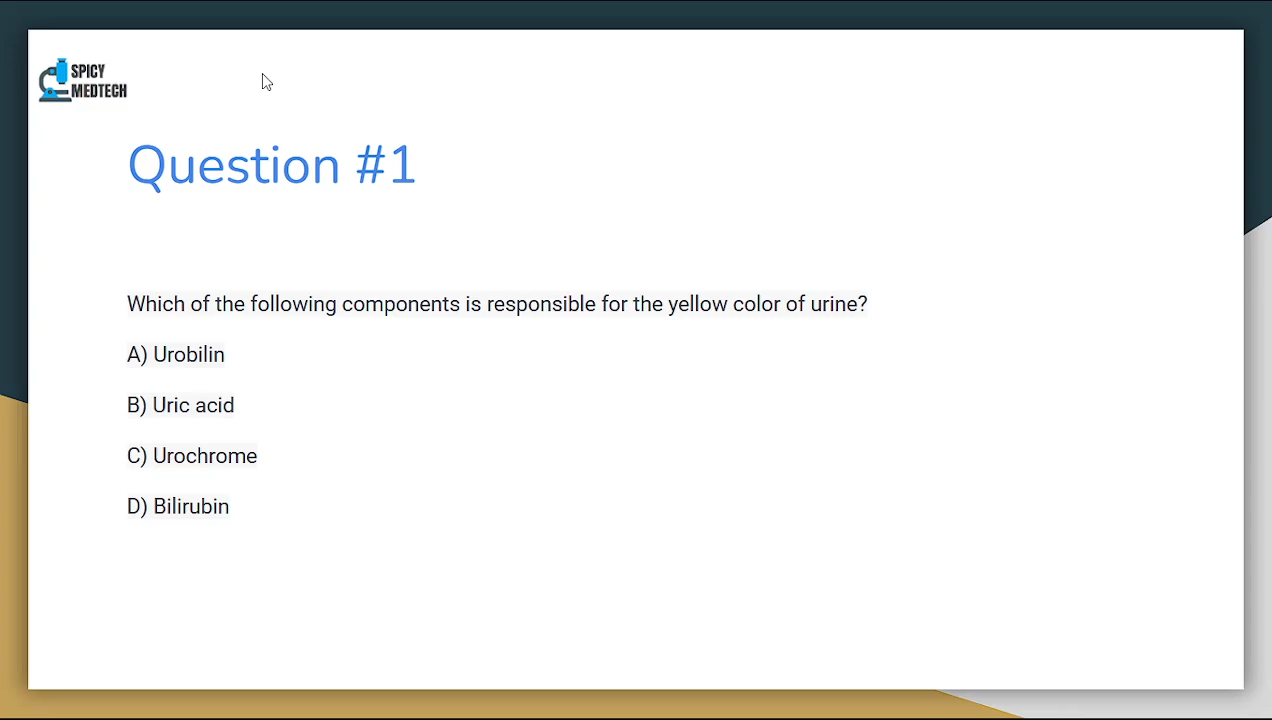 SPICY
MEDTECH
Question #1
Which of the following components is responsible for the yellow color of urine?
A) Urobilin
B) Uric acid
C) Urochrome
D) Bilirubin